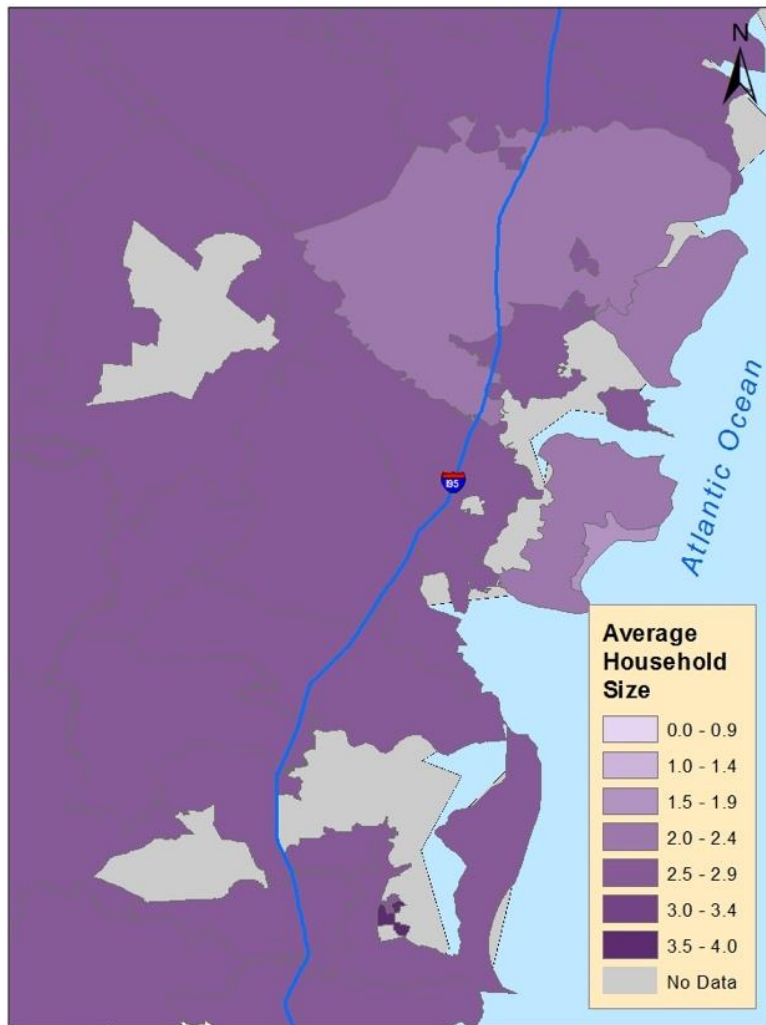 N
195
Atlantic Ocean
Average
Household
Size
0.0 - 0.9
1.0 - 1.4
1.5 - 1.9
2.0 - 2.4
2.5 - 2.9
3.0 - 3.4
3.5 - 4.0
No Data